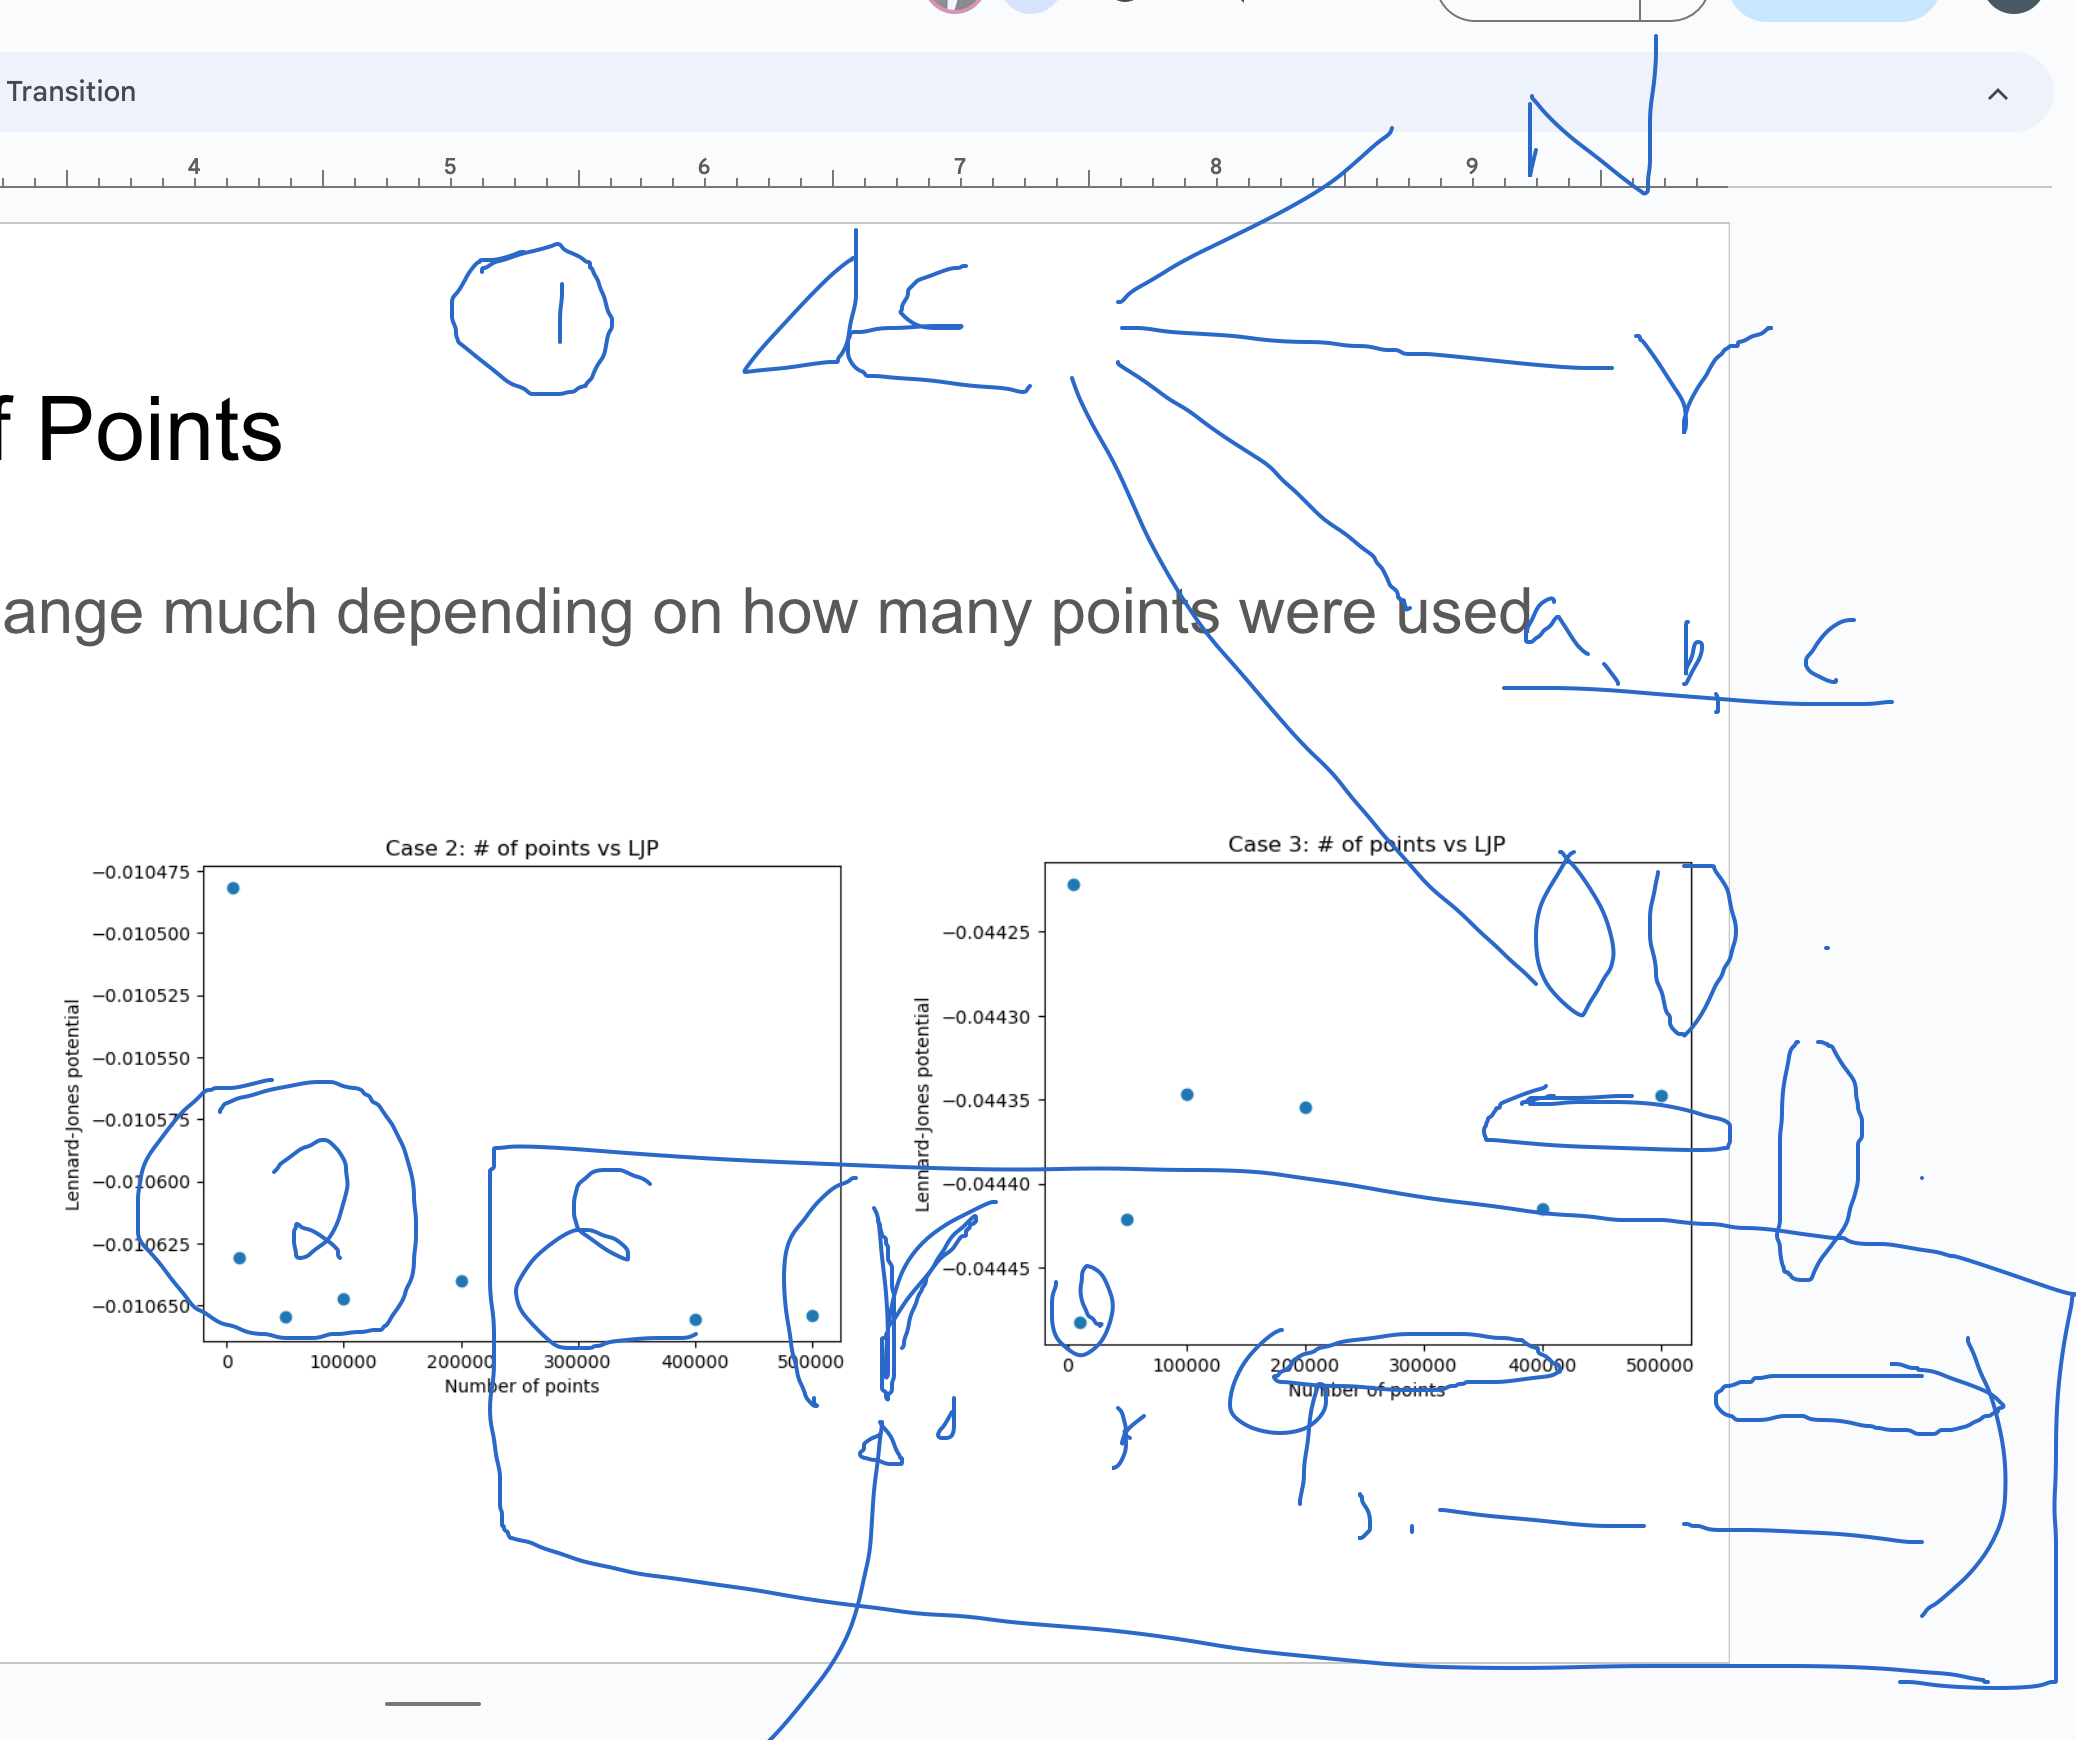 Transition
4 5 6 7 8 9
N
1
f Points
ange much depending on how many points were used
a, b, c
Case 2: # of points vs LJP
−0.010475
−0.010500
−0.010525
−0.010550
−0.010575
−0.010600
−0.010625
−0.010650
Lennard-Jones potential
0 100000 200000 300000 400000 500000
Number of points
Case 3: # of points vs LJP
−0.04425
−0.04430
−0.04435
−0.04440
−0.04445
Lennard-Jones potential
0 100000 200000 300000 400000 500000
Number of points
2